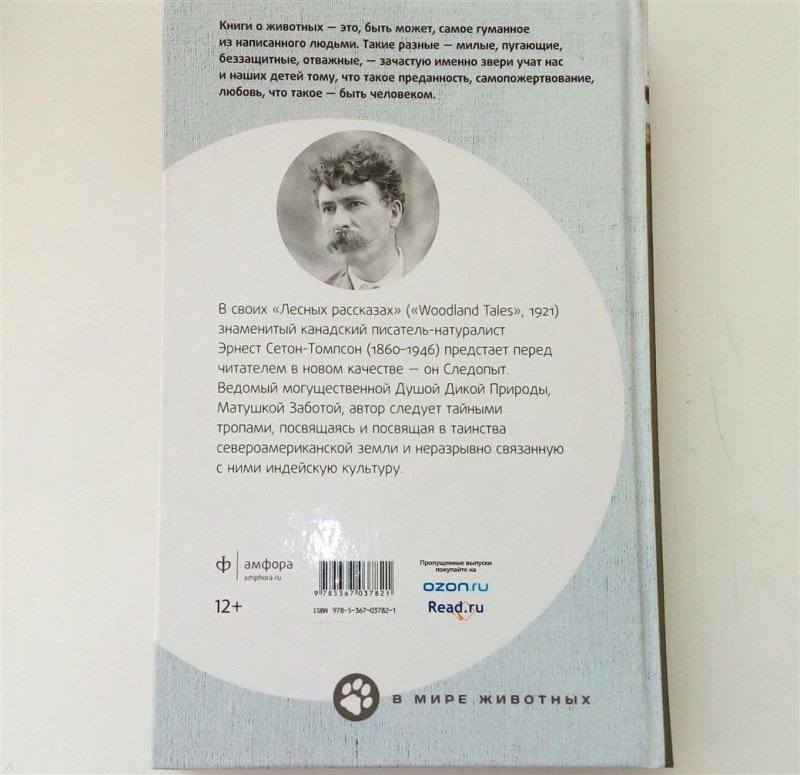 Книги о животных – это, быть может, самое гуманное
из написанного людьми. Такие разные – милые, пугающие,
беззащитные, отважные, – зачастую именно звери учат нас
и наших детей тому, что такое преданность, самопожертвование,
любовь, что такое – быть человеком.
В своих «Лесных рассказах» («Woodland Tales», 1921)
знаменитый канадский писатель-натуралист
Эрнест Сетон-Томпсон (1860–1946) предстает перед
читателем в новом качестве — он Следопыт.
Ведомый могущественной Душой Дикой Природы,
Матушкой Заботой, автор следует тайными
тропами, посвящаясь и посвящая в таинства
североамериканской земли и неразрывно связанную
с ними индейскую культуру.
ф амфора
amphora.ru
12+
9 785367 037821
ISBN 978-5-367-03782-1
Пропущенные выпуски
покупайте на
ozon.ru
Read.ru
В МИРЕ ЖИВОТНЫХ